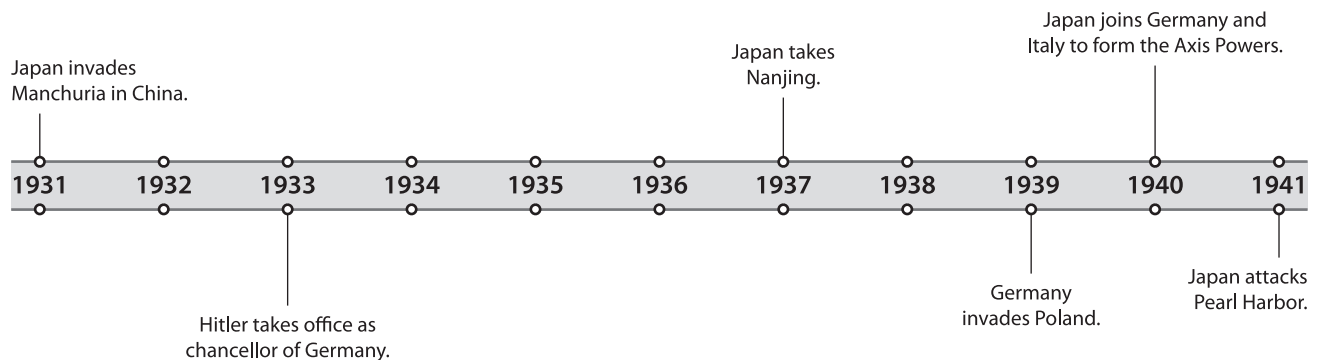 Japan joins Germany and
Italy to form the Axis Powers.
Japan takes
Nanjing.
Japan invades
Manchuria in China.
1931 1932 1933 1934 1935 1936 1937 1938 1939 1940 1941
Hitler takes office as
chancellor of Germany.
Germany
invades Poland.
Japan attacks
Pearl Harbor.